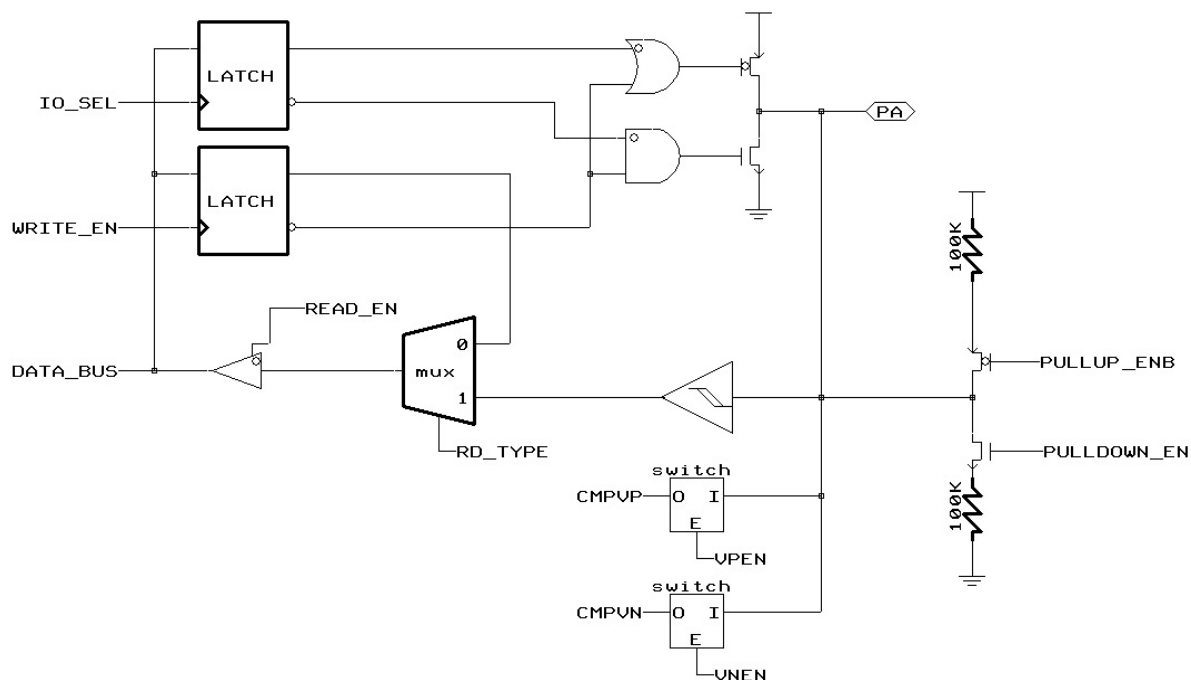 LATCH
IO_SEL
PA
LATCH
WRITE_EN
100K
READ_EN
0
DATA_BUS
mux
PULLUP_ENB
1
RD_TYPE
PULLDOWN_EN
switch
CMPVP
O I
E
100K
VPEN
switch
CMPVN
O I
E
VNEN